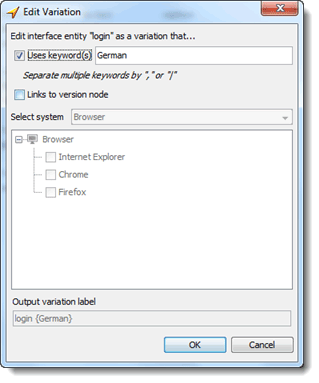 Edit Variation
Edit interface entity "login" as a variation that...
Uses keyword(s) German
Separate multiple keywords by "," or "|"
Links to version node
Select system Browser
Browser
Internet Explorer
Chrome
Firefox
Output variation label
login {German}
OK Cancel